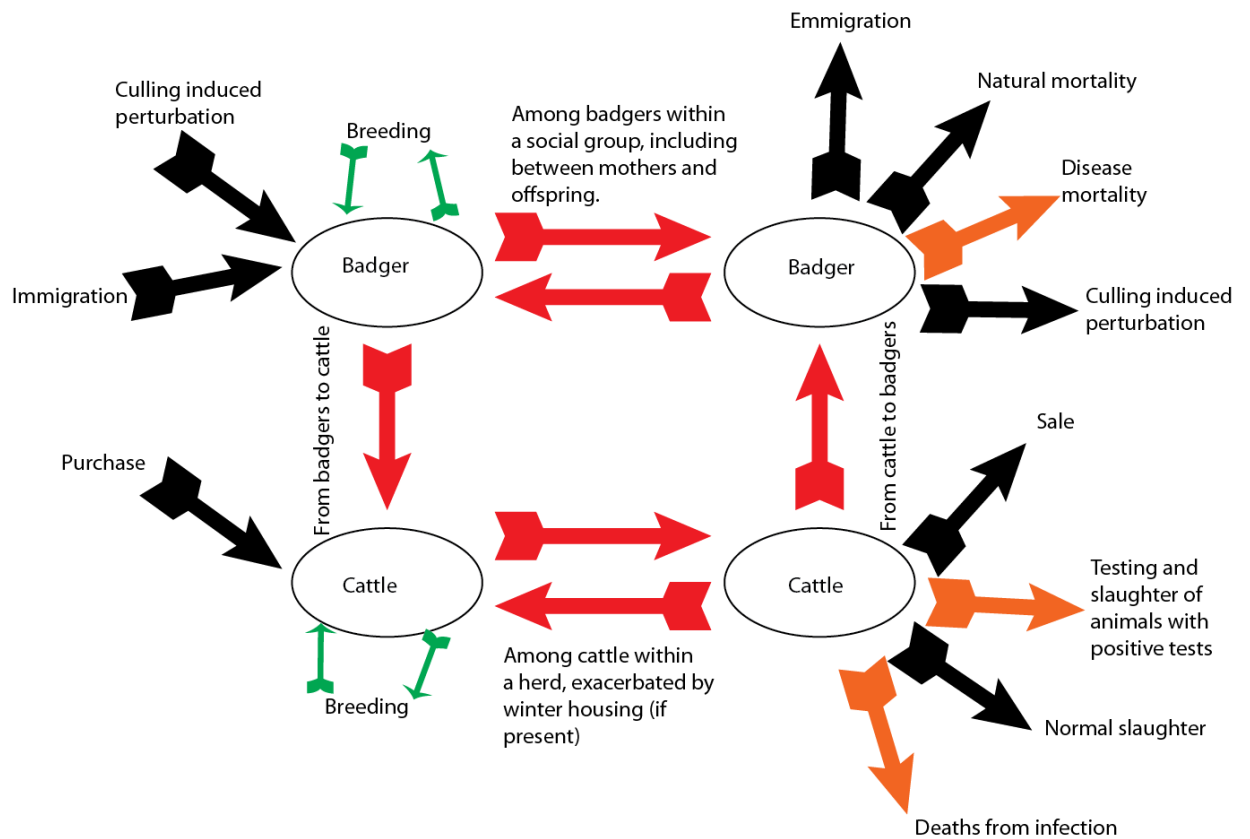 Emmigration
Culling induced
perturbation
Natural mortality
Breeding
Among badgers within
a social group, including
between mothers and
offspring.
Disease
mortality
Badger
Badger
Immigration
Culling induced
perturbation
From badgers to cattle
From cattle to badgers
Purchase
Sale
Cattle
Cattle
Testing and
slaughter of
animals with
positive tests
Among cattle within
a herd, exacerbated by
winter housing (if
present)
Breeding
Normal slaughter
Deaths from infection